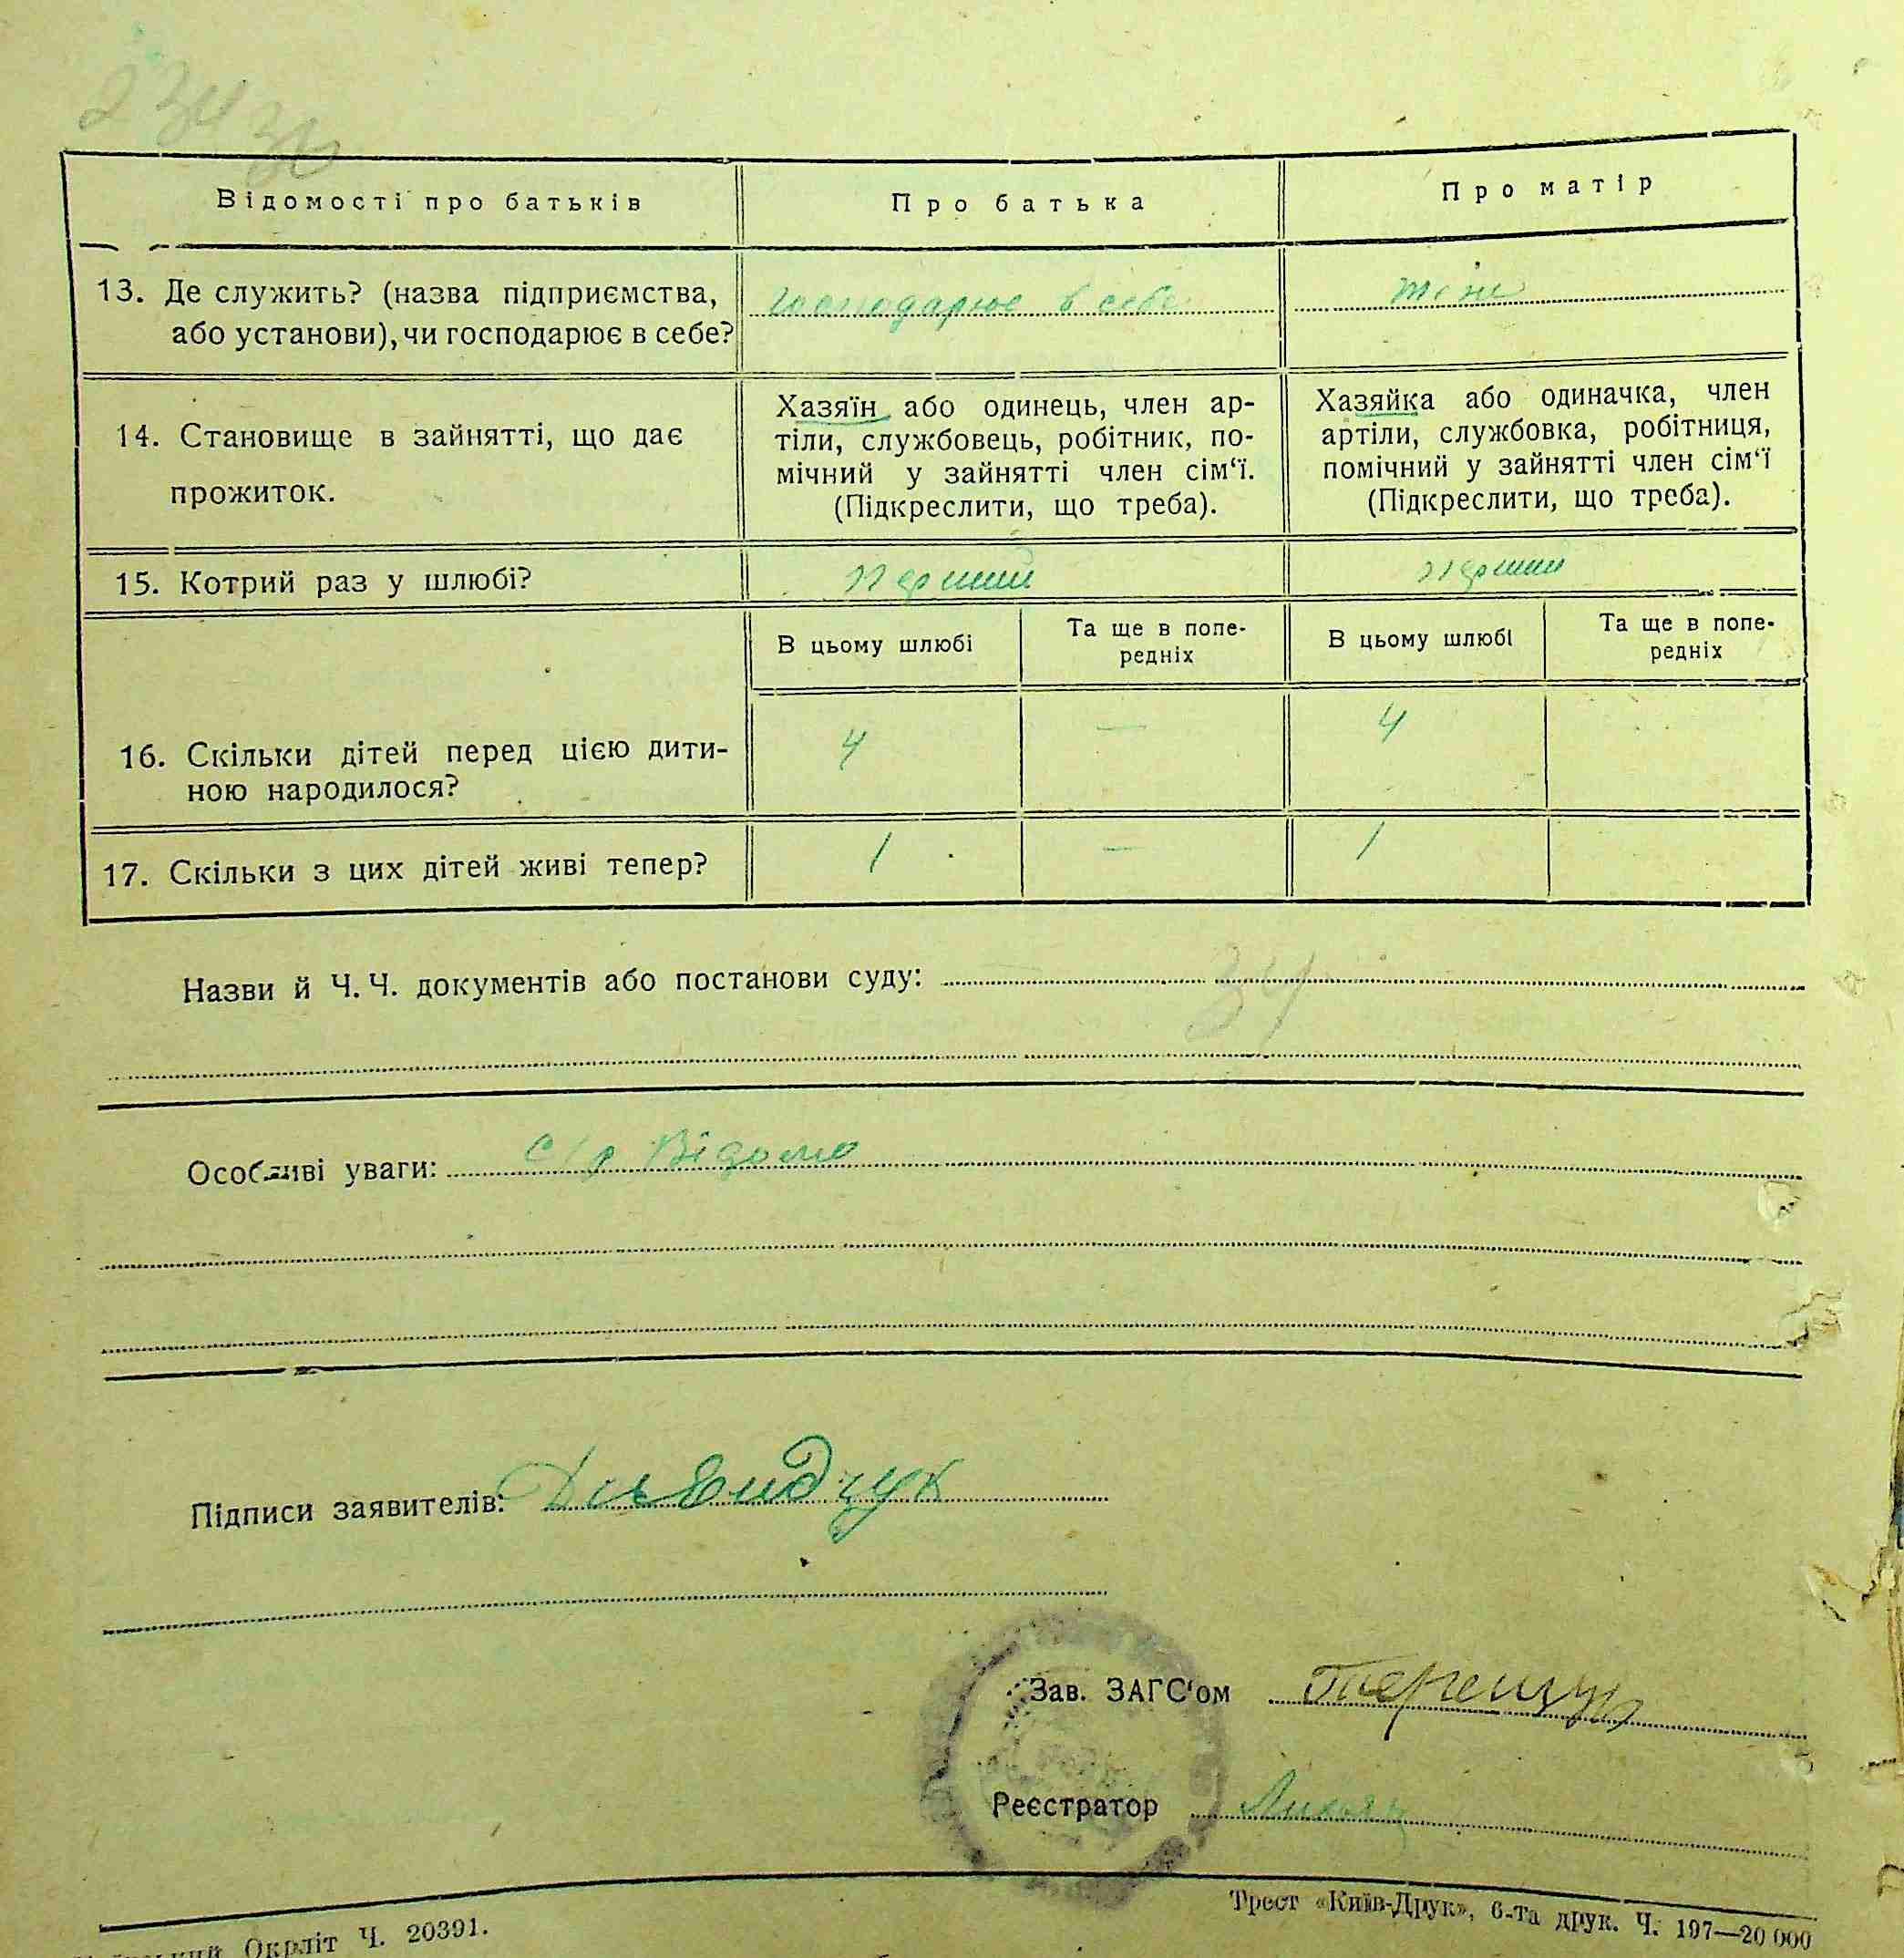 234 36
Відомості про батьків
Про батька
Про матір
13. Де служить? (назва підприємства,
або установи), чи господарює в себе?
господарює в себе
14. Становище в зайнятті, що дає
прожиток.
Хазяїн або одинець, член ар-
тіли, службовець, робітник, по-
мічний у зайнятті член сім‘ї.
(Підкреслити, що треба).
Хазяйка або одиначка, член
артіли, службовка, робітниця,
помічний у зайнятті член сім‘ї
(Підкреслити, що треба).
15. Котрий раз у шлюбі?
перший
перший
В цьому шлюбі
Та ще в попе-
редніх
В цьому шлюбі
Та ще в попе-
редніх
16. Скільки дітей перед цією дити-
ною народилося?
4 —
4
17. Скільки з цих дітей живі тепер?
1 —
1
Назви й Ч. Ч. документів або постанови суду:
34
Особливі уваги: с/р Відомо
Підписи заявителів: Давидчук
Зав. ЗАГС‘ом Терещук
Реєстратор
Окрліт Ч. 20391.
Трест «Київ-Друк», 6-та друк. Ч. 197—20 000